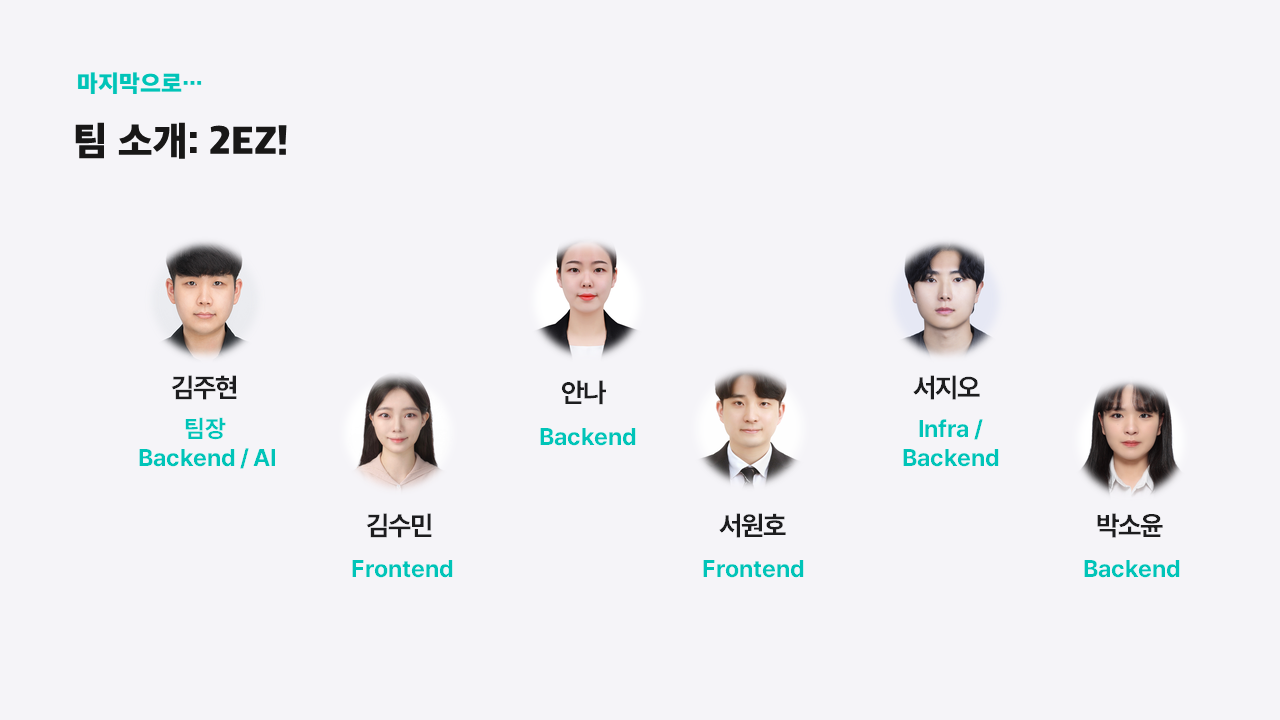 마지막으로…
팀 소개: 2EZ!
김주현
팀장
Backend / AI
김수민
Frontend
안나
Backend
서원호
Frontend
서지오
Infra /
Backend
박소윤
Backend